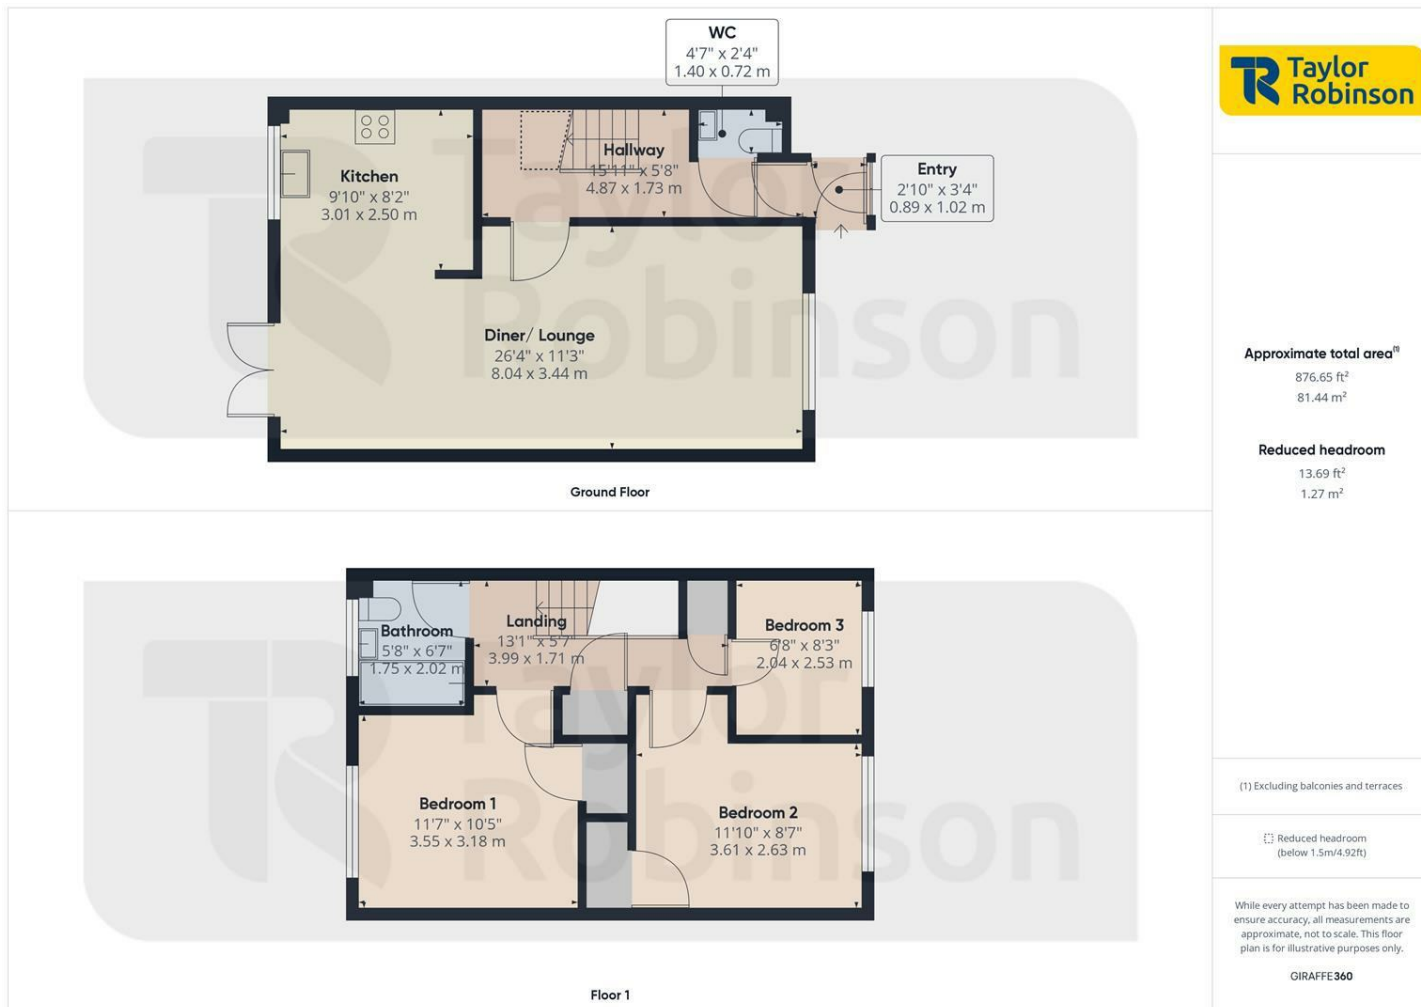 WC
4'7" x 2'4"
1.40 x 0.72 m
Kitchen
9'10" x 8'2"
3.01 x 2.50 m
Hallway
15'11" x 5'8"
4.87 x 1.73 m
Entry
2'10" x 3'4"
0.89 x 1.02 m
Diner/ Lounge
26'4" x 11'3"
8.04 x 3.44 m
Taylor
Robinson
Ground Floor
Bathroom
5'8" x 6'7"
1.75 x 2.02 m
Landing
13'1" x 5'7"
3.99 x 1.71 m
Bedroom 3
6'8" x 8'3"
2.04 x 2.53 m
Bedroom 1
11'7" x 10'5"
3.55 x 3.18 m
Bedroom 2
11'10" x 8'7"
3.61 x 2.63 m
Taylor
Robinson
Floor 1
TR Taylor
Robinson
Approximate total area(1)
876.65 ft²
81.44 m²
Reduced headroom
13.69 ft²
1.27 m²
(1) Excluding balconies and terraces
Reduced headroom
(below 1.5m/4.92ft)
While every attempt has been made to
ensure accuracy, all measurements are
approximate, not to scale. This floor
plan is for illustrative purposes only.
GIRAFFE360